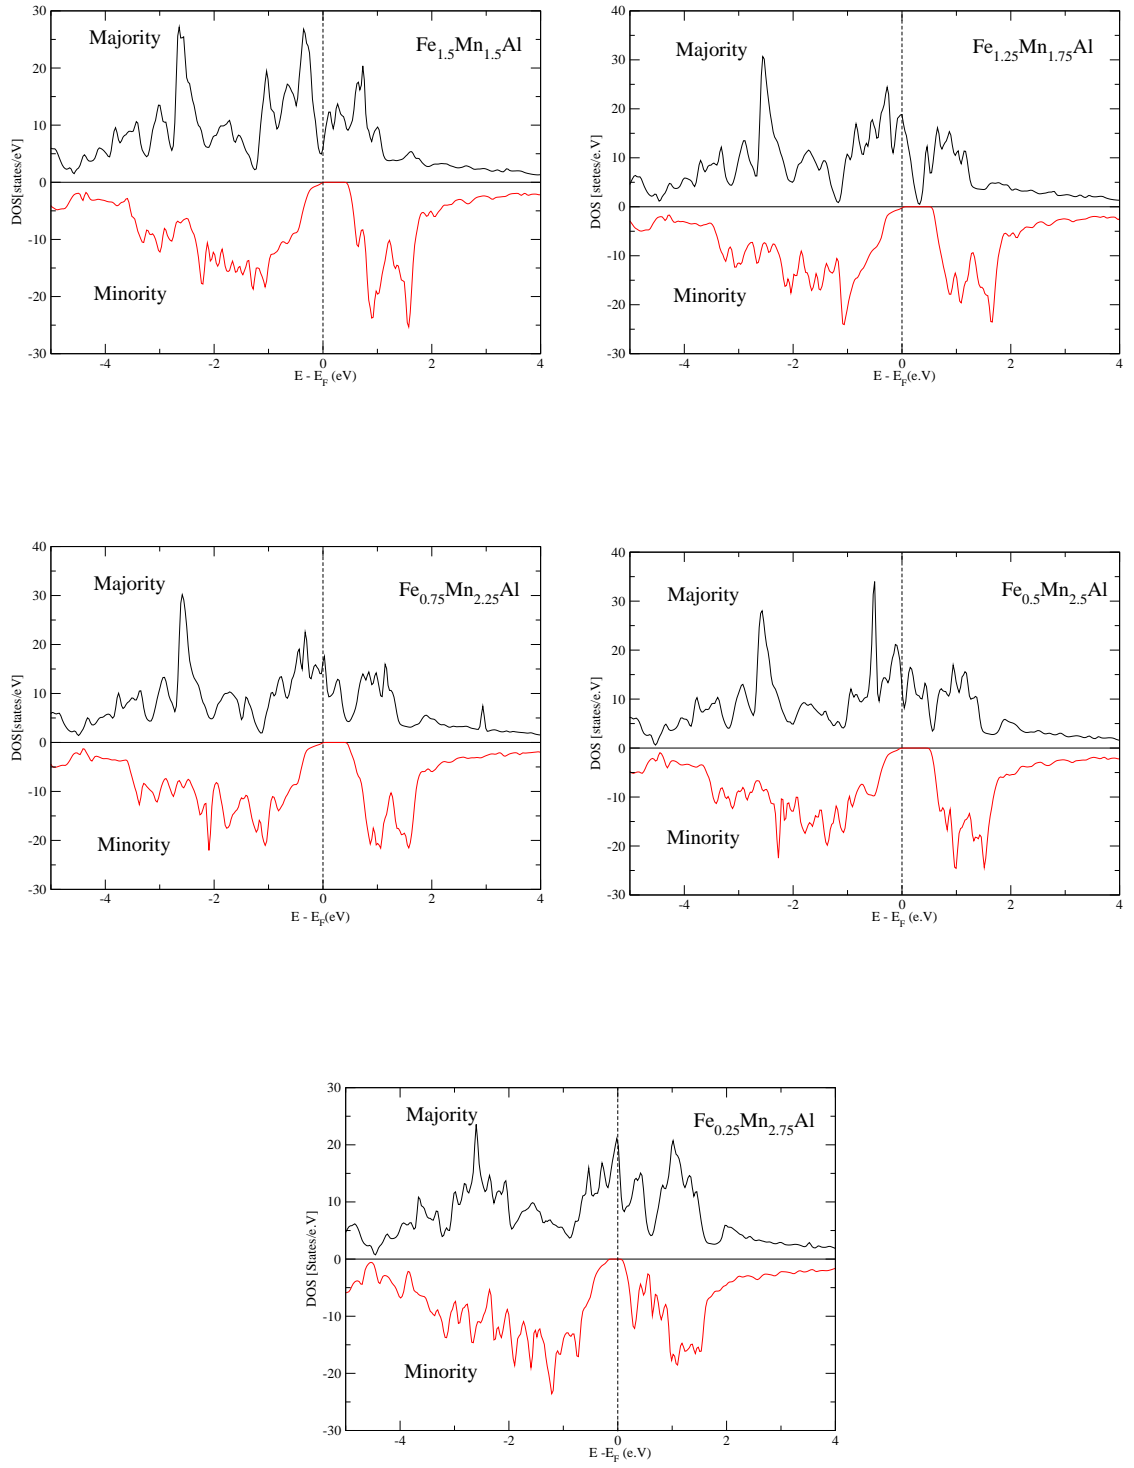 30
20
10
0
-10
-20
-30
DOS[states/eV]
Majority
Fe1.5Mn1.5Al
Minority
-4 -2 0 2 4
E - EF (eV)
40
30
20
10
0
-10
-20
-30
DOS [stetes/e.V]
Majority
Fe1.25Mn1.75Al
Minority
-4 -2 0 2 4
E - EF(e.V)
40
30
20
10
0
-10
-20
-30
DOS[states/eV]
Majority
Fe0.75Mn2.25Al
Minority
-4 -2 0 2 4
E - EF(eV)
40
30
20
10
0
-10
-20
-30
DOS [states/e.V]
Majority
Fe0.5Mn2.5Al
Minority
-4 -2 0 2 4
E - EF (e.V)
30
20
10
0
-10
-20
-30
DOS [States/e.V]
Majority
Fe0.25Mn2.75Al
Minority
-4 -2 0 2 4
E -EF (e.V)